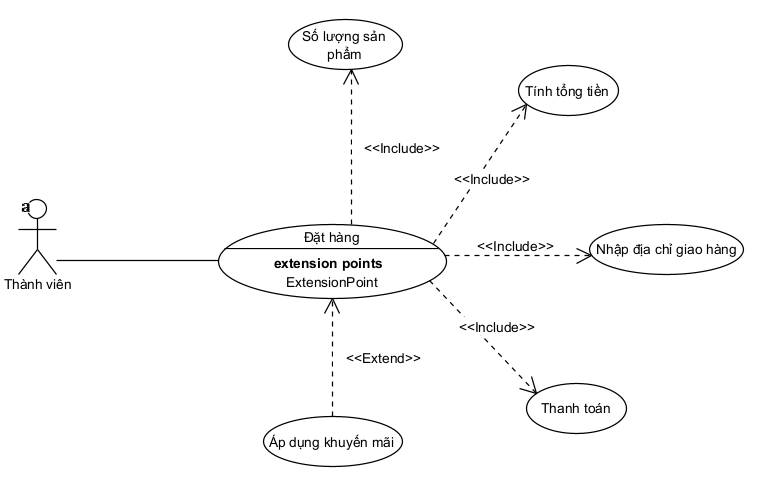 Số lượng sản
phẩm
Tính tổng tiền
<<Include>>
<<Include>>
a
Đặt hàng
<<Include>>
Nhập địa chỉ giao hàng
extension points
ExtensionPoint
Thành viên
<<Include>>
<<Extend>>
Thanh toán
Áp dụng khuyến mãi